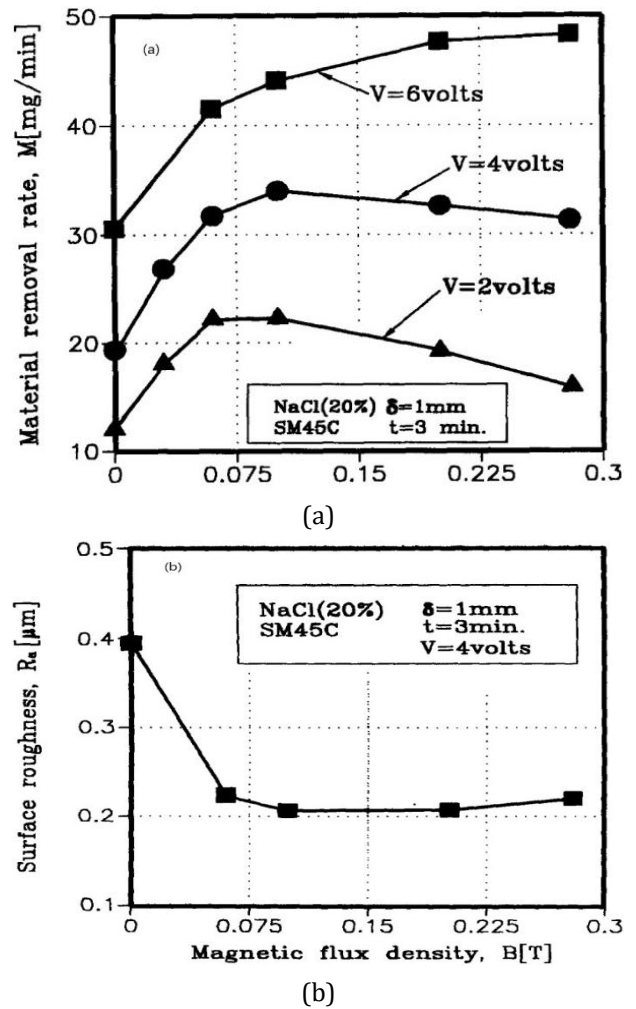 (a)
50
40
30
20
10
Material removal rate, M[mg/min]
V=6volts
V=4volts
V=2volts
NaCl(20%) δ=1mm
SM45C t=3 min.
0 0.075 0.15 0.225 0.3
(a)
(b)
0.5
0.4
0.3
0.2
0.1
Surface roughness, Ra[μm]
NaCl(20%) δ=1mm
SM45C t=3min.
V=4volts
0 0.075 0.15 0.225 0.3
Magnetic flux density, B[T]
(b)